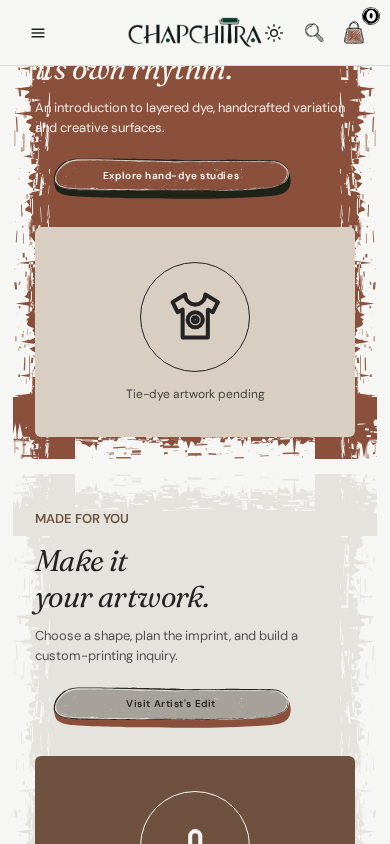 CHAPCHITRA
0
its own rhythm.
An introduction to layered dye, handcrafted variation
and creative surfaces.
Explore hand-dye studies
Tie-dye artwork pending
MADE FOR YOU
Make it
your artwork.
Choose a shape, plan the imprint, and build a
custom-printing inquiry.
Visit Artist's Edit